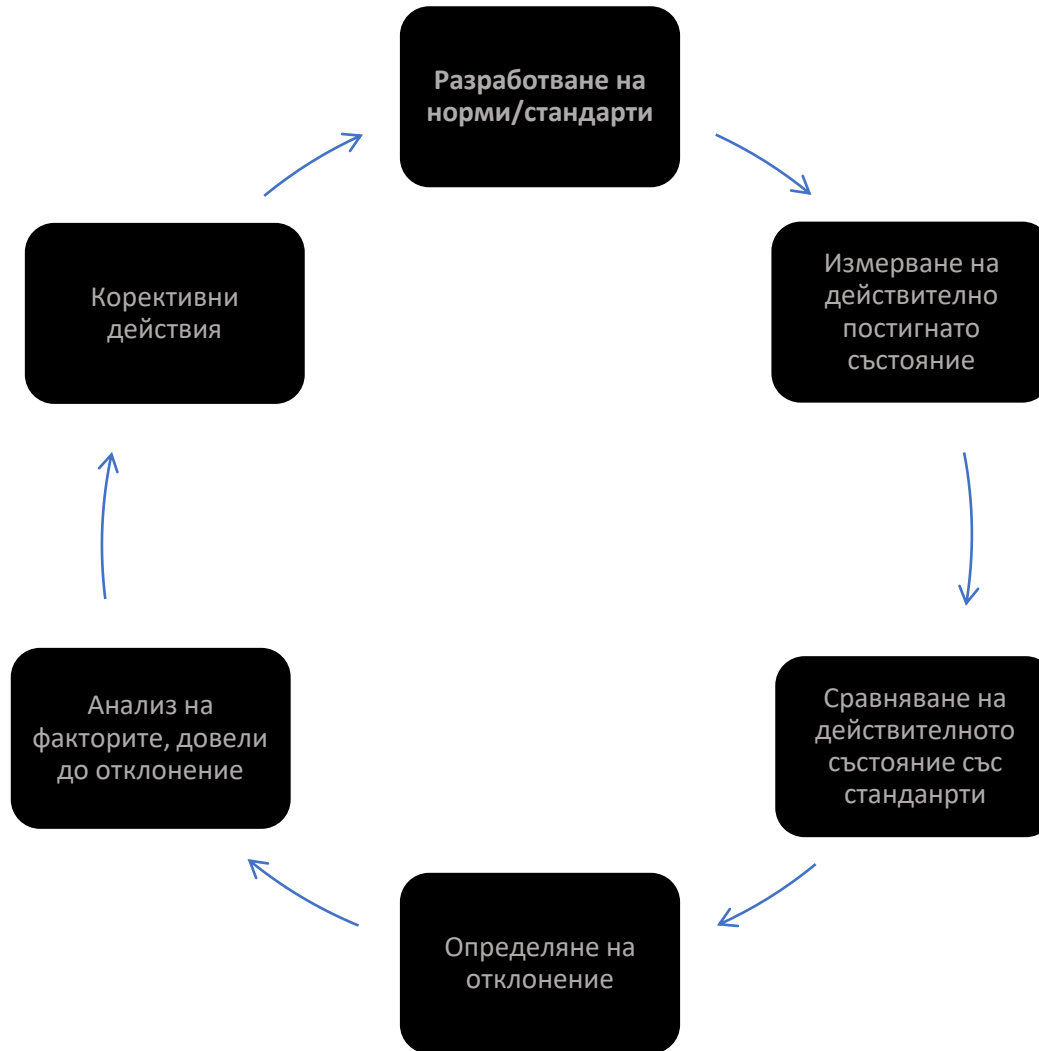 Разработване на
норми/стандарти
Измерване на
действително
постигнато
състояние
Сравняване на
действителното
състояние със
станданрти
Определяне на
отклонение
Анализ на
факторите, довели
до отклонение
Корективни
действия